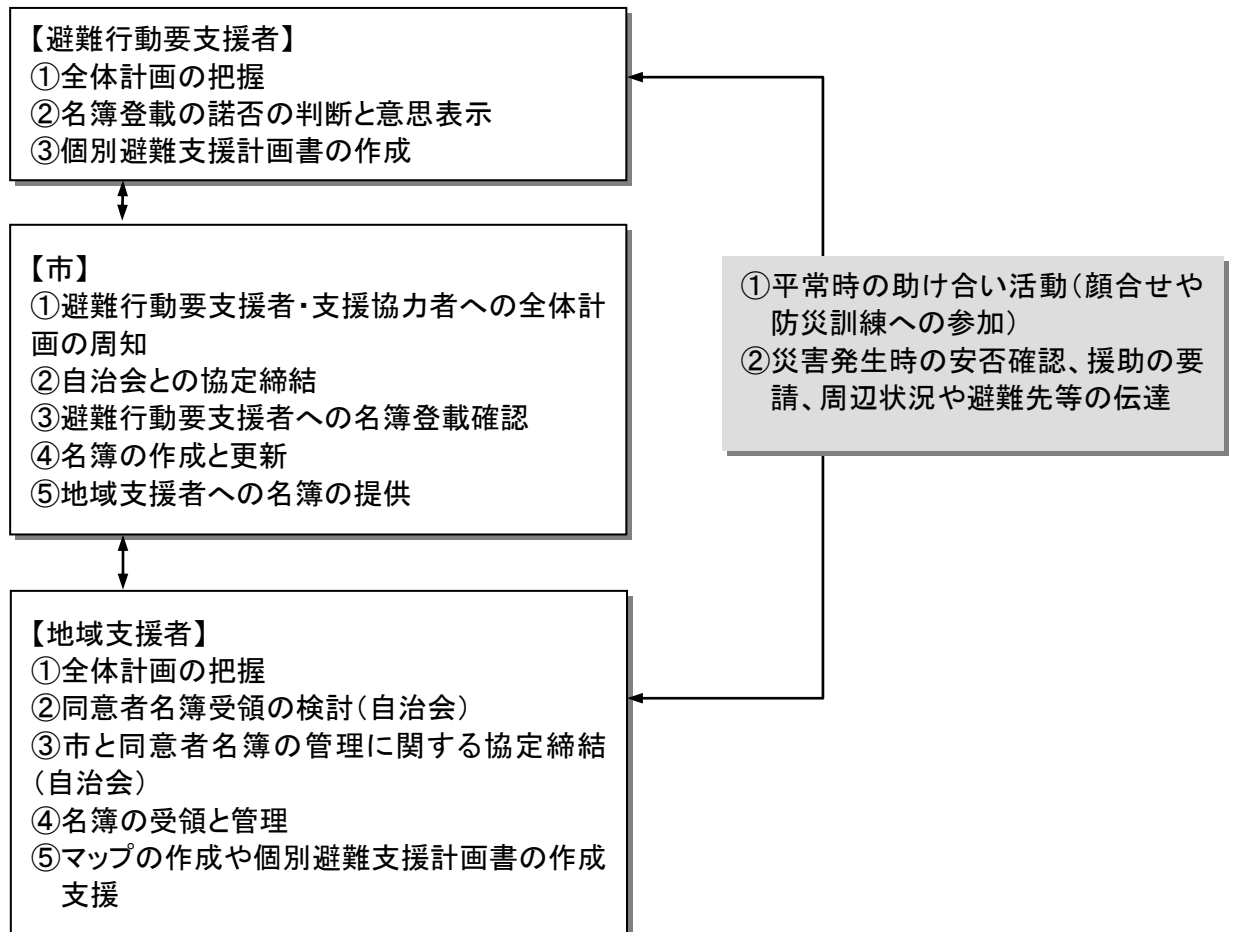 【避難行動要支援者】
①全体計画の把握
②名簿登載の諾否の判断と意思表示
③個別避難支援計画書の作成
【市】
①避難行動要支援者・支援協力者への全体計
画の周知
②自治会との協定締結
③避難行動要支援者への名簿登載確認
④名簿の作成と更新
⑤地域支援者への名簿の提供
①平常時の助け合い活動（顔合せや
防災訓練への参加）
②災害発生時の安否確認、援助の要
請、周辺状況や避難先等の伝達
【地域支援者】
①全体計画の把握
②同意者名簿受領の検討（自治会）
③市と同意者名簿の管理に関する協定締結
（自治会）
④名簿の受領と管理
⑤マップの作成や個別避難支援計画書の作成
支援